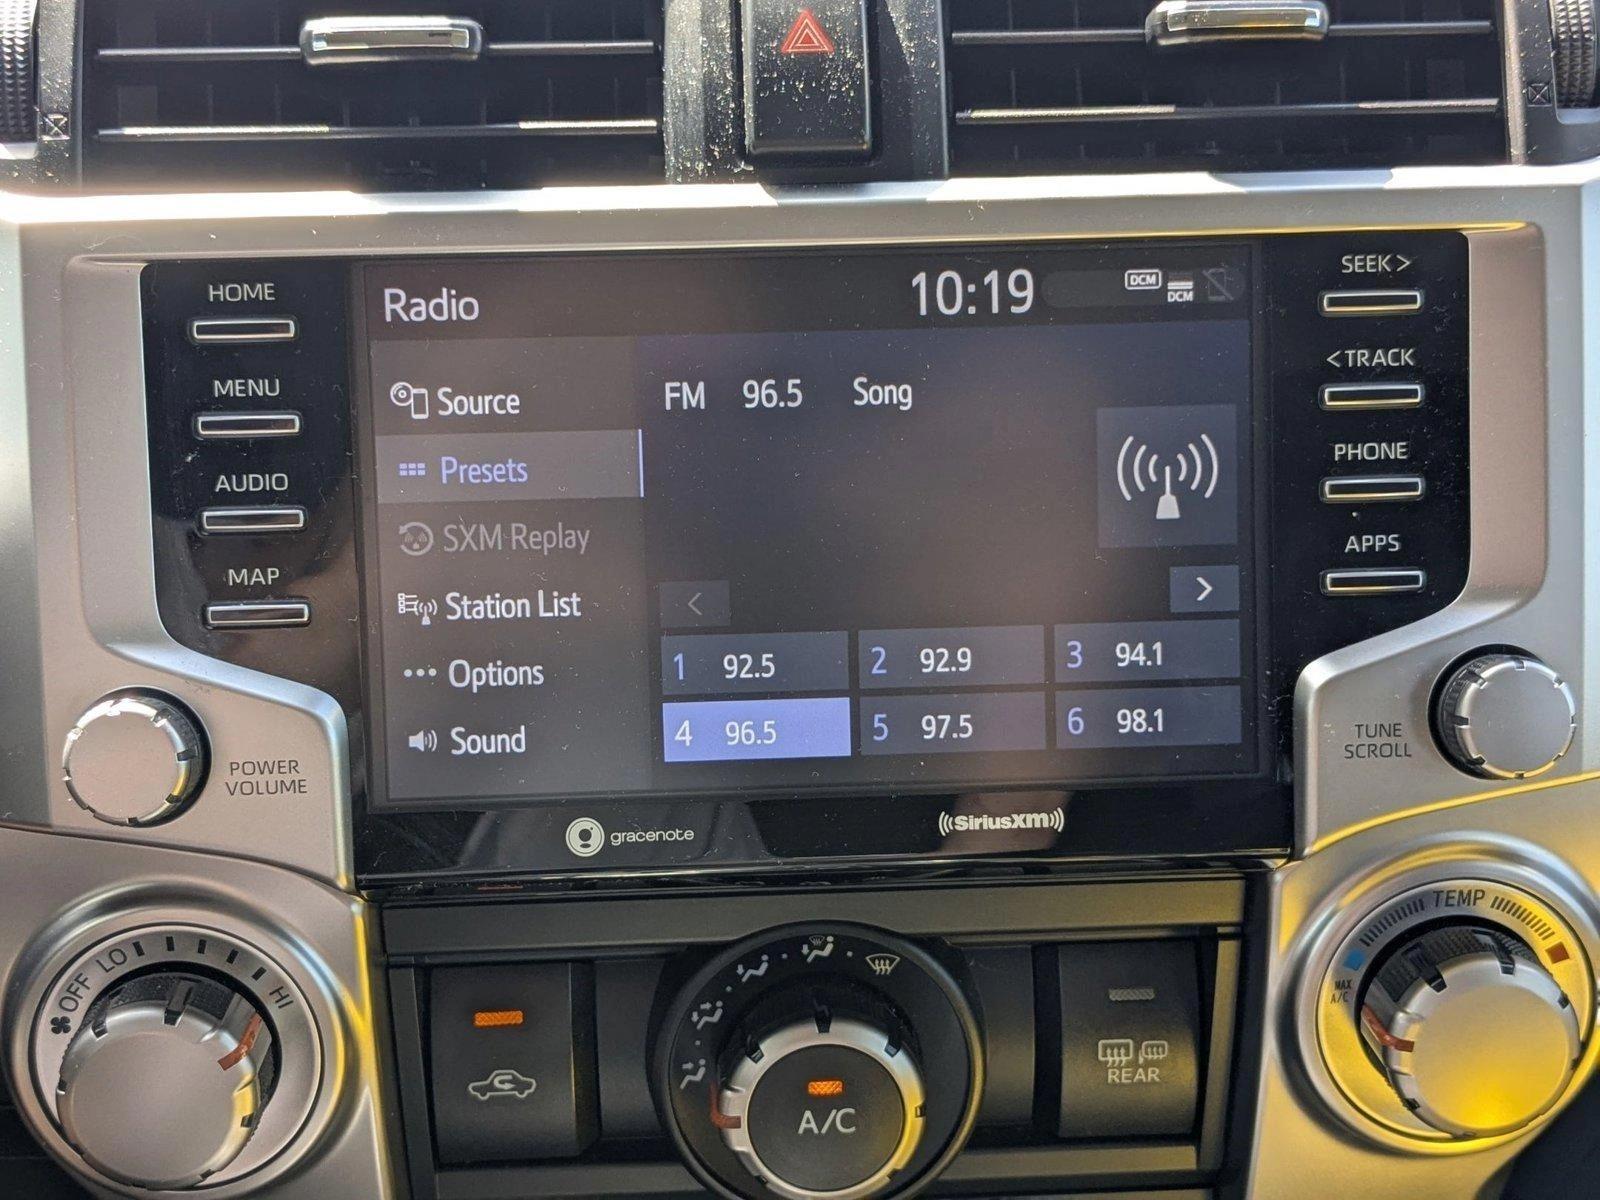 HOME
MENU
AUDIO
MAP
POWER
VOLUME
Radio
10:19
DCM
DCM
Source
Presets
SXM Replay
Station List
Options
Sound
FM 96.5 Song
<
>
1 92.5
2 92.9
3 94.1
4 96.5
5 97.5
6 98.1
SEEK >
< TRACK
PHONE
APPS
TUNE
SCROLL
gracenote
((SiriusXM))
OFF LO HI
A/C
REAR
TEMP
MAX
A/C